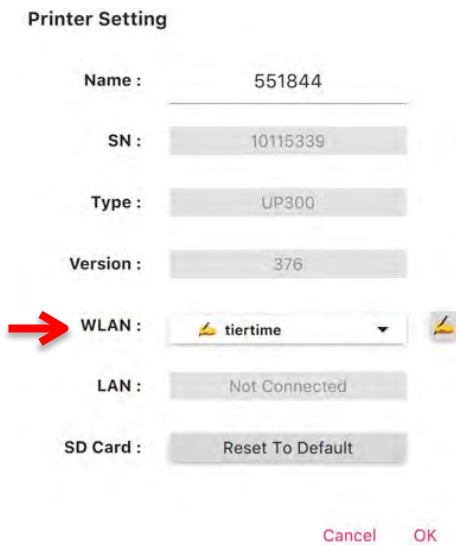 Printer Setting
Name : 551844
SN : 10115339
Type : UP300
Version : 376
WLAN : ✍ tiertime
LAN : Not Connected
SD Card : Reset To Default
Cancel OK